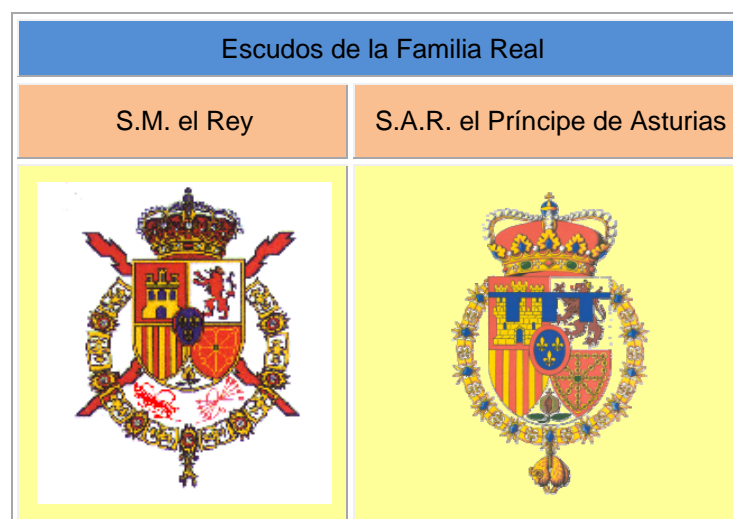 Escudos de la Familia Real
S.M. el Rey
S.A.R. el Príncipe de Asturias